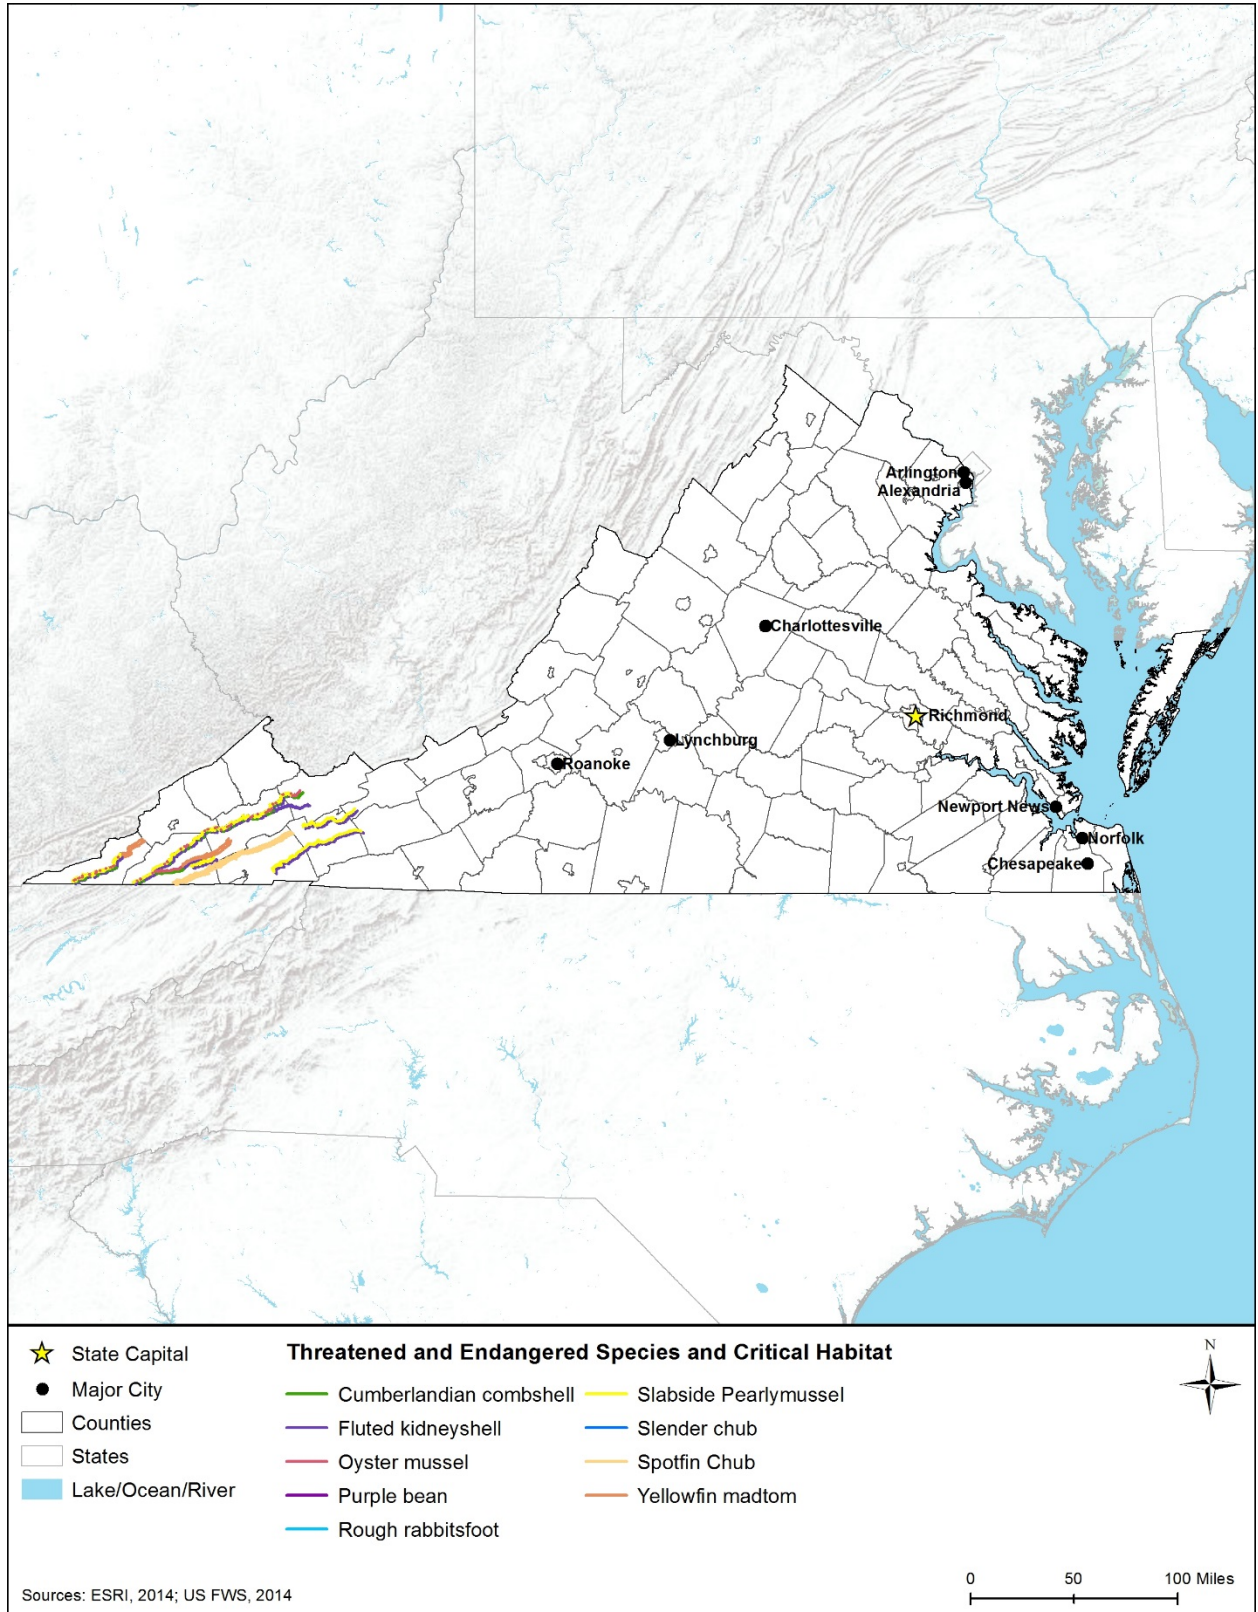 Arlington
Alexandria
Charlottesville
Richmond
Lynchburg
Roanoke
Newport News
Norfolk
Chesapeake
State Capital
Major City
Counties
States
Lake/Ocean/River
Threatened and Endangered Species and Critical Habitat
Cumberlandian combshell
Fluted kidneyshell
Oyster mussel
Purple bean
Rough rabbitsfoot
Slabside Pearlymussel
Slender chub
Spotfin Chub
Yellowfin madtom
N
0 50 100 Miles
Sources: ESRI, 2014; US FWS, 2014